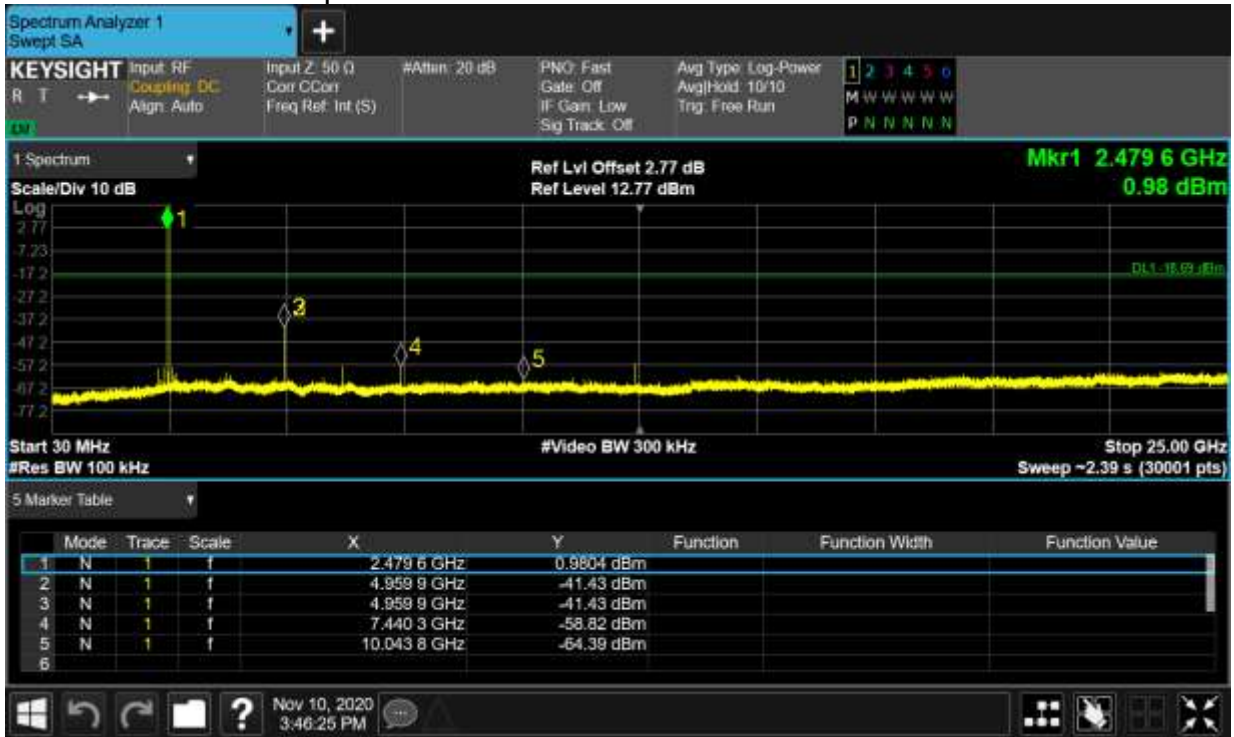 Spectrum Analyzer 1
Swept SA
+
KEYSIGHT Input: RF Input Z: 50 Ω #Atten: 20 dB PNO: Fast Avg Type: Log-Power 1 2 3 4 5 6
R T Coupling: DC Corr CCorr Gate: Off Avg|Hold: 10/10 M W W W W W
Align: Auto Freq Ref: Int (S) IF Gain: Low Trig: Free Run P N N N N N
Sig Track: Off
1 Spectrum
Ref Lvl Offset 2.77 dB Mkr1 2.479 6 GHz
Scale/Div 10 dB Ref Level 12.77 dBm 0.98 dBm
Log
1
2.77
-7.23
-17.2
DL1 -18.69 dBm
-27.2
3
-37.2
-47.2
4
5
-57.2
-67.2
-77.2
Start 30 MHz #Video BW 300 kHz Stop 25.00 GHz
#Res BW 100 kHz Sweep ~2.39 s (30001 pts)
5 Marker Table
Mode Trace Scale X Y Function Function Width Function Value
1 N 1 f 2.479 6 GHz 0.9804 dBm
2 N 1 f 4.959 9 GHz -41.43 dBm
3 N 1 f 4.959 9 GHz -41.43 dBm
4 N 1 f 7.440 3 GHz -58.82 dBm
5 N 1 f 10.043 8 GHz -64.39 dBm
6
? Nov 10, 2020
3:46:25 PM